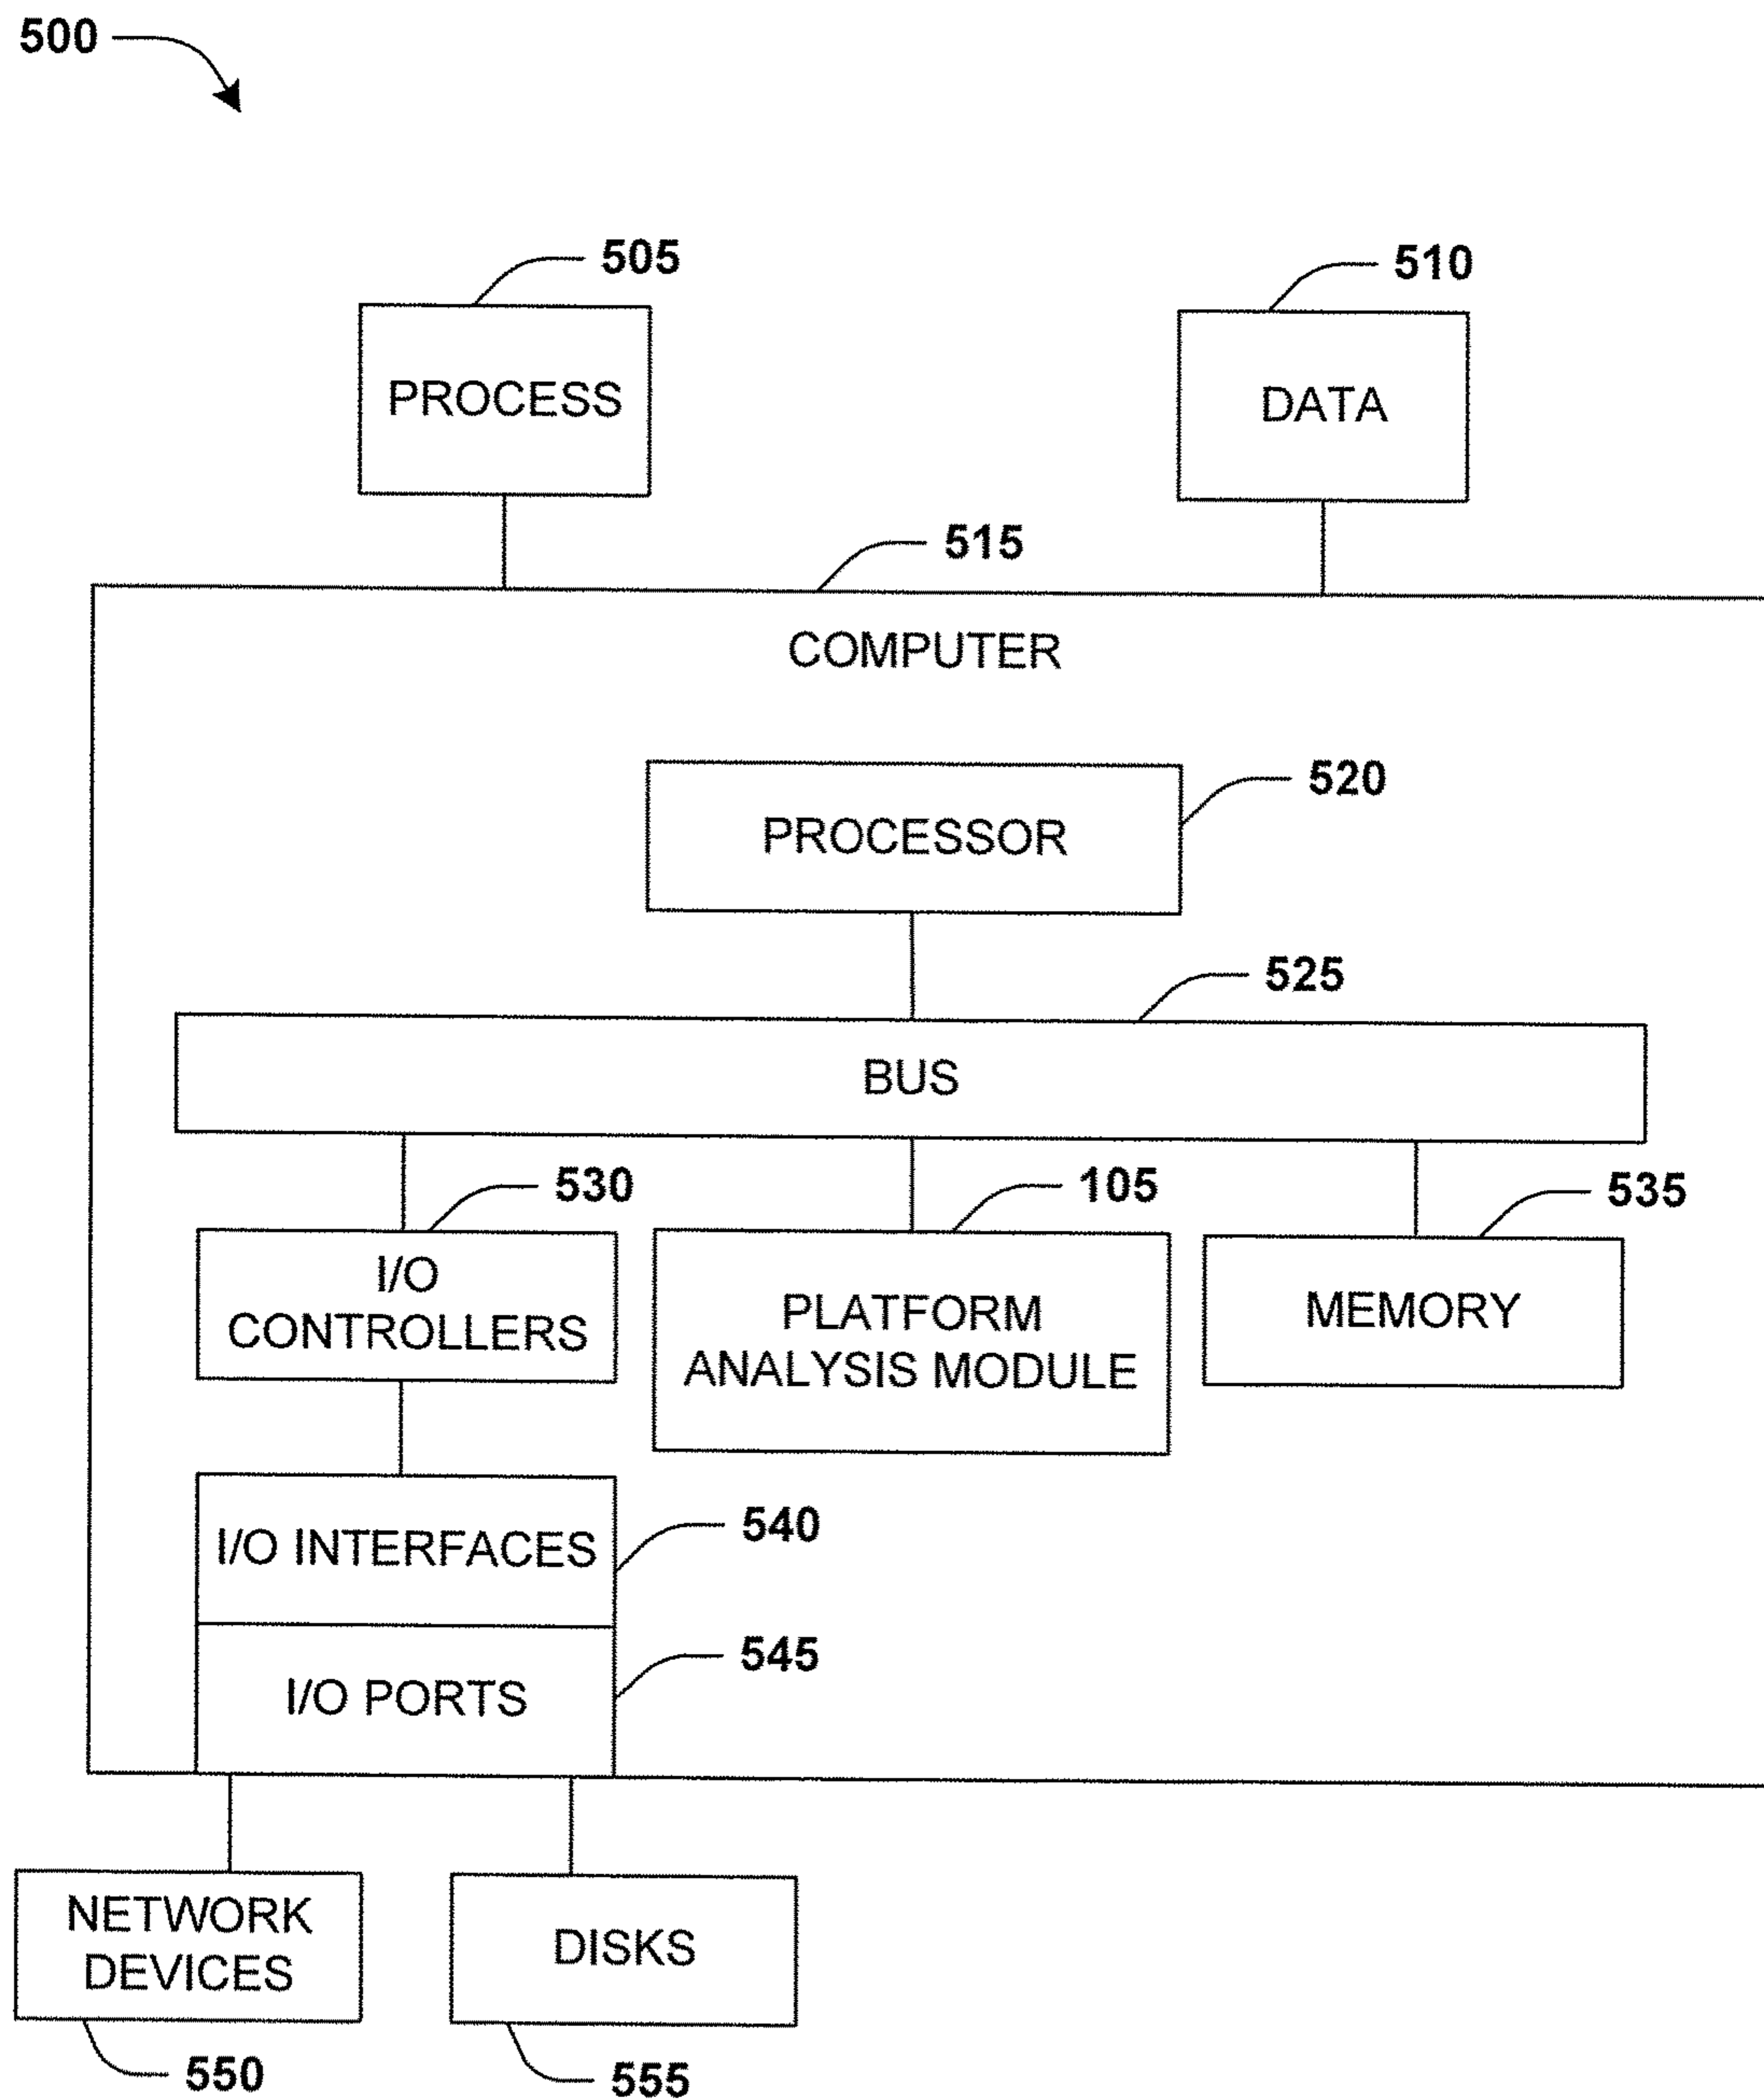 500
505
510
PROCESS
DATA
515
COMPUTER
520
PROCESSOR
525
BUS
530
105
535
I/O
CONTROLLERS
PLATFORM
ANALYSIS MODULE
MEMORY
540
I/O INTERFACES
545
I/O PORTS
NETWORK
DEVICES
DISKS
550
555